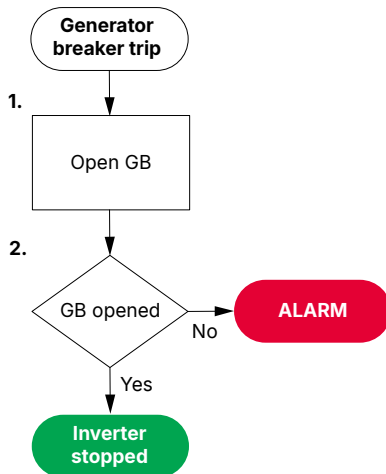 Generator
breaker trip
1.
Open GB
2.
GB opened
ALARM
No
Yes
Inverter
stopped